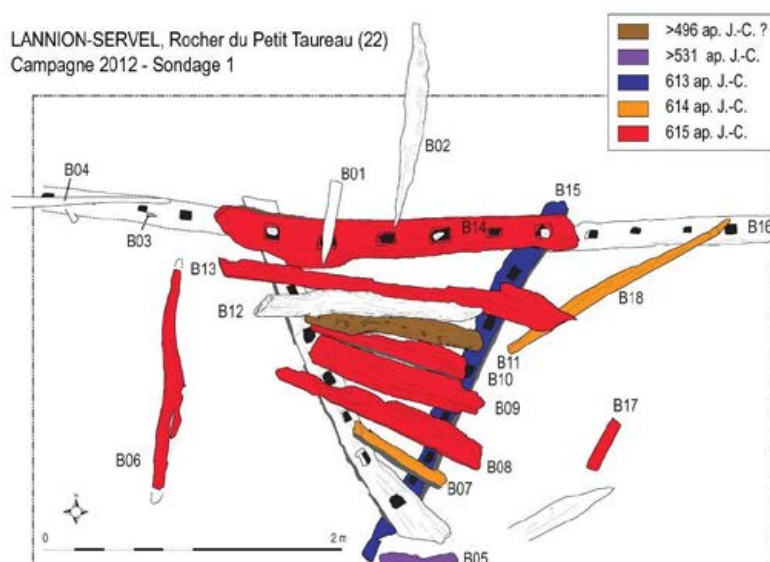 LANNION-SERVEL, Rocher du Petit Taureau (22)
Campagne 2012 - Sondage 1
>496 ap. J.-C. ?
>531 ap. J.-C.
613 ap. J.-C.
614 ap. J.-C.
615 ap. J.-C.
B02
B04
B01
B15
B03
B14
B16
B13
B12
B18
B11
B10
B09
B17
B06
B08
B07
N
0 2 m
B05